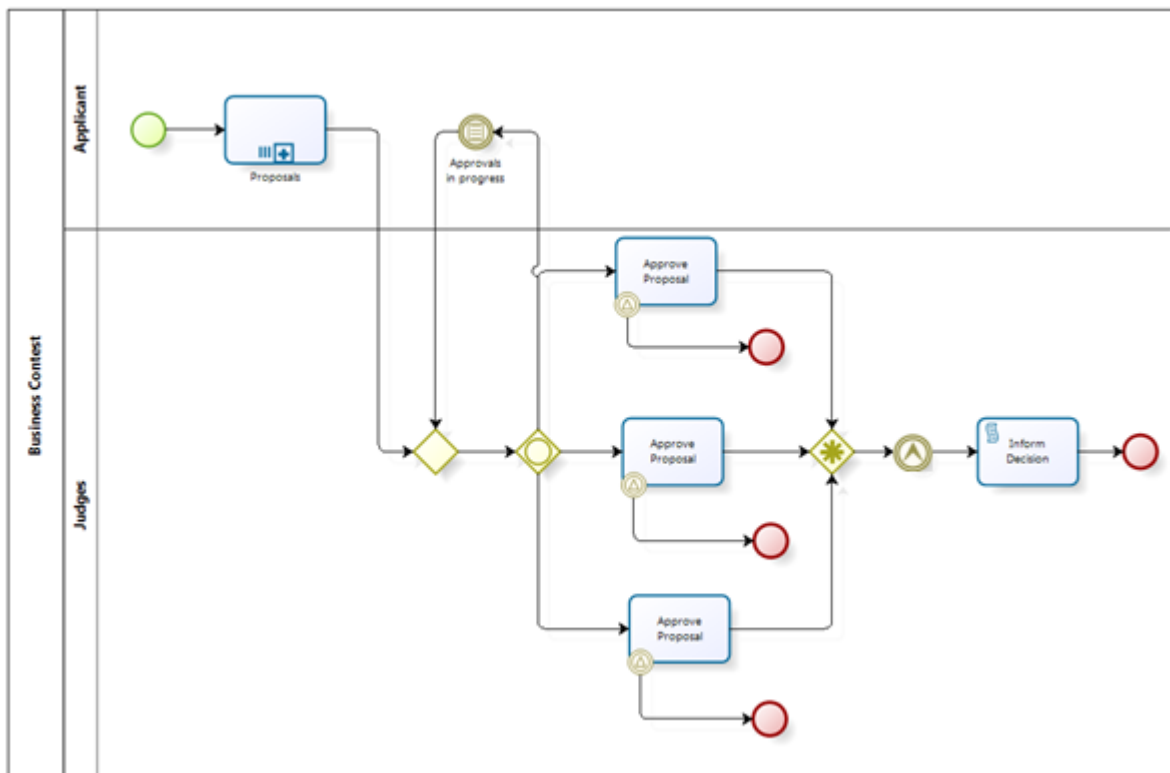 Business Contest
Applicant
Proposals
Approvals
in progress
Judges
Approve
Proposal
Approve
Proposal
Inform
Decision
Approve
Proposal